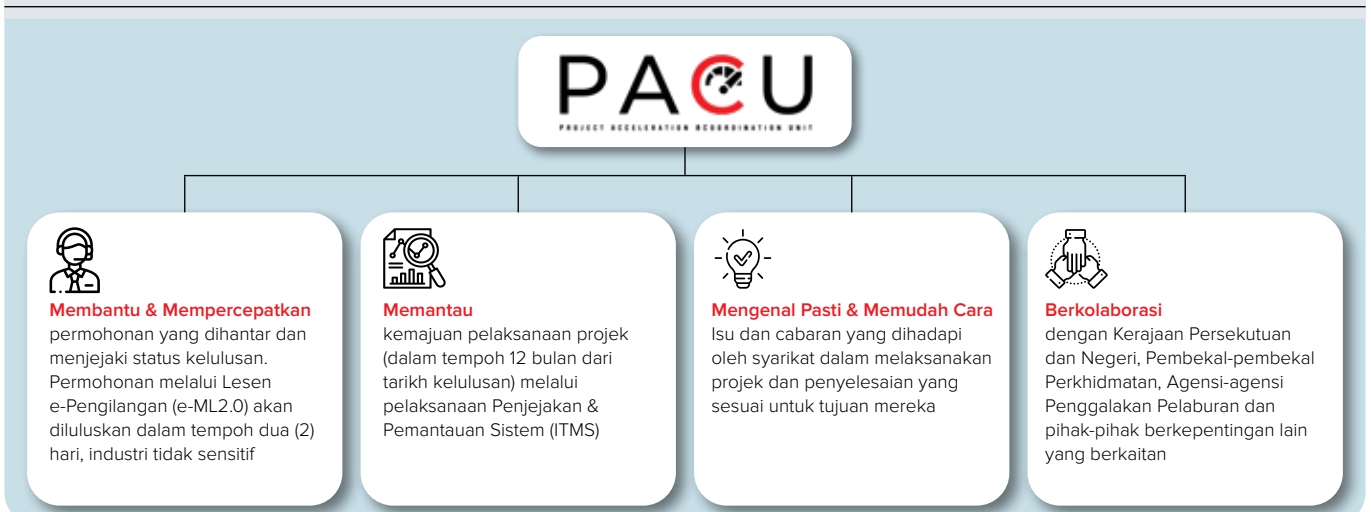 PACU
PROJECT ACCELERATION & COORDINATION UNIT
Membantu & Mempercepatkan
permohonan yang dihantar dan
menjejaki status kelulusan.
Permohonan melalui Lesen
e-Pengilangan (e-ML2.0) akan
diluluskan dalam tempoh dua (2)
hari, industri tidak sensitif
Memantau
kemajuan pelaksanaan projek
(dalam tempoh 12 bulan dari
tarikh kelulusan) melalui
pelaksanaan Penjejakan &
Pemantauan Sistem (ITMS)
Mengenal Pasti & Memudah Cara
Isu dan cabaran yang dihadapi
oleh syarikat dalam melaksanakan
projek dan penyelesaian yang
sesuai untuk tujuan mereka
Berkolaborasi
dengan Kerajaan Persekutuan
dan Negeri, Pembekal-pembekal
Perkhidmatan, Agensi-agensi
Penggalakan Pelaburan dan
pihak-pihak berkepentingan lain
yang berkaitan